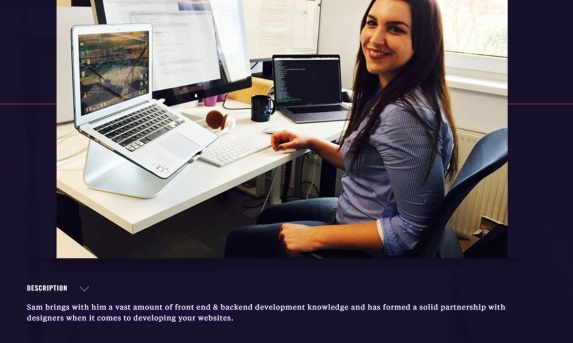 DESCRIPTION
Sam brings with him a vast amount of front end & backend development knowledge and has formed a solid partnership with
designers when it comes to developing your websites.